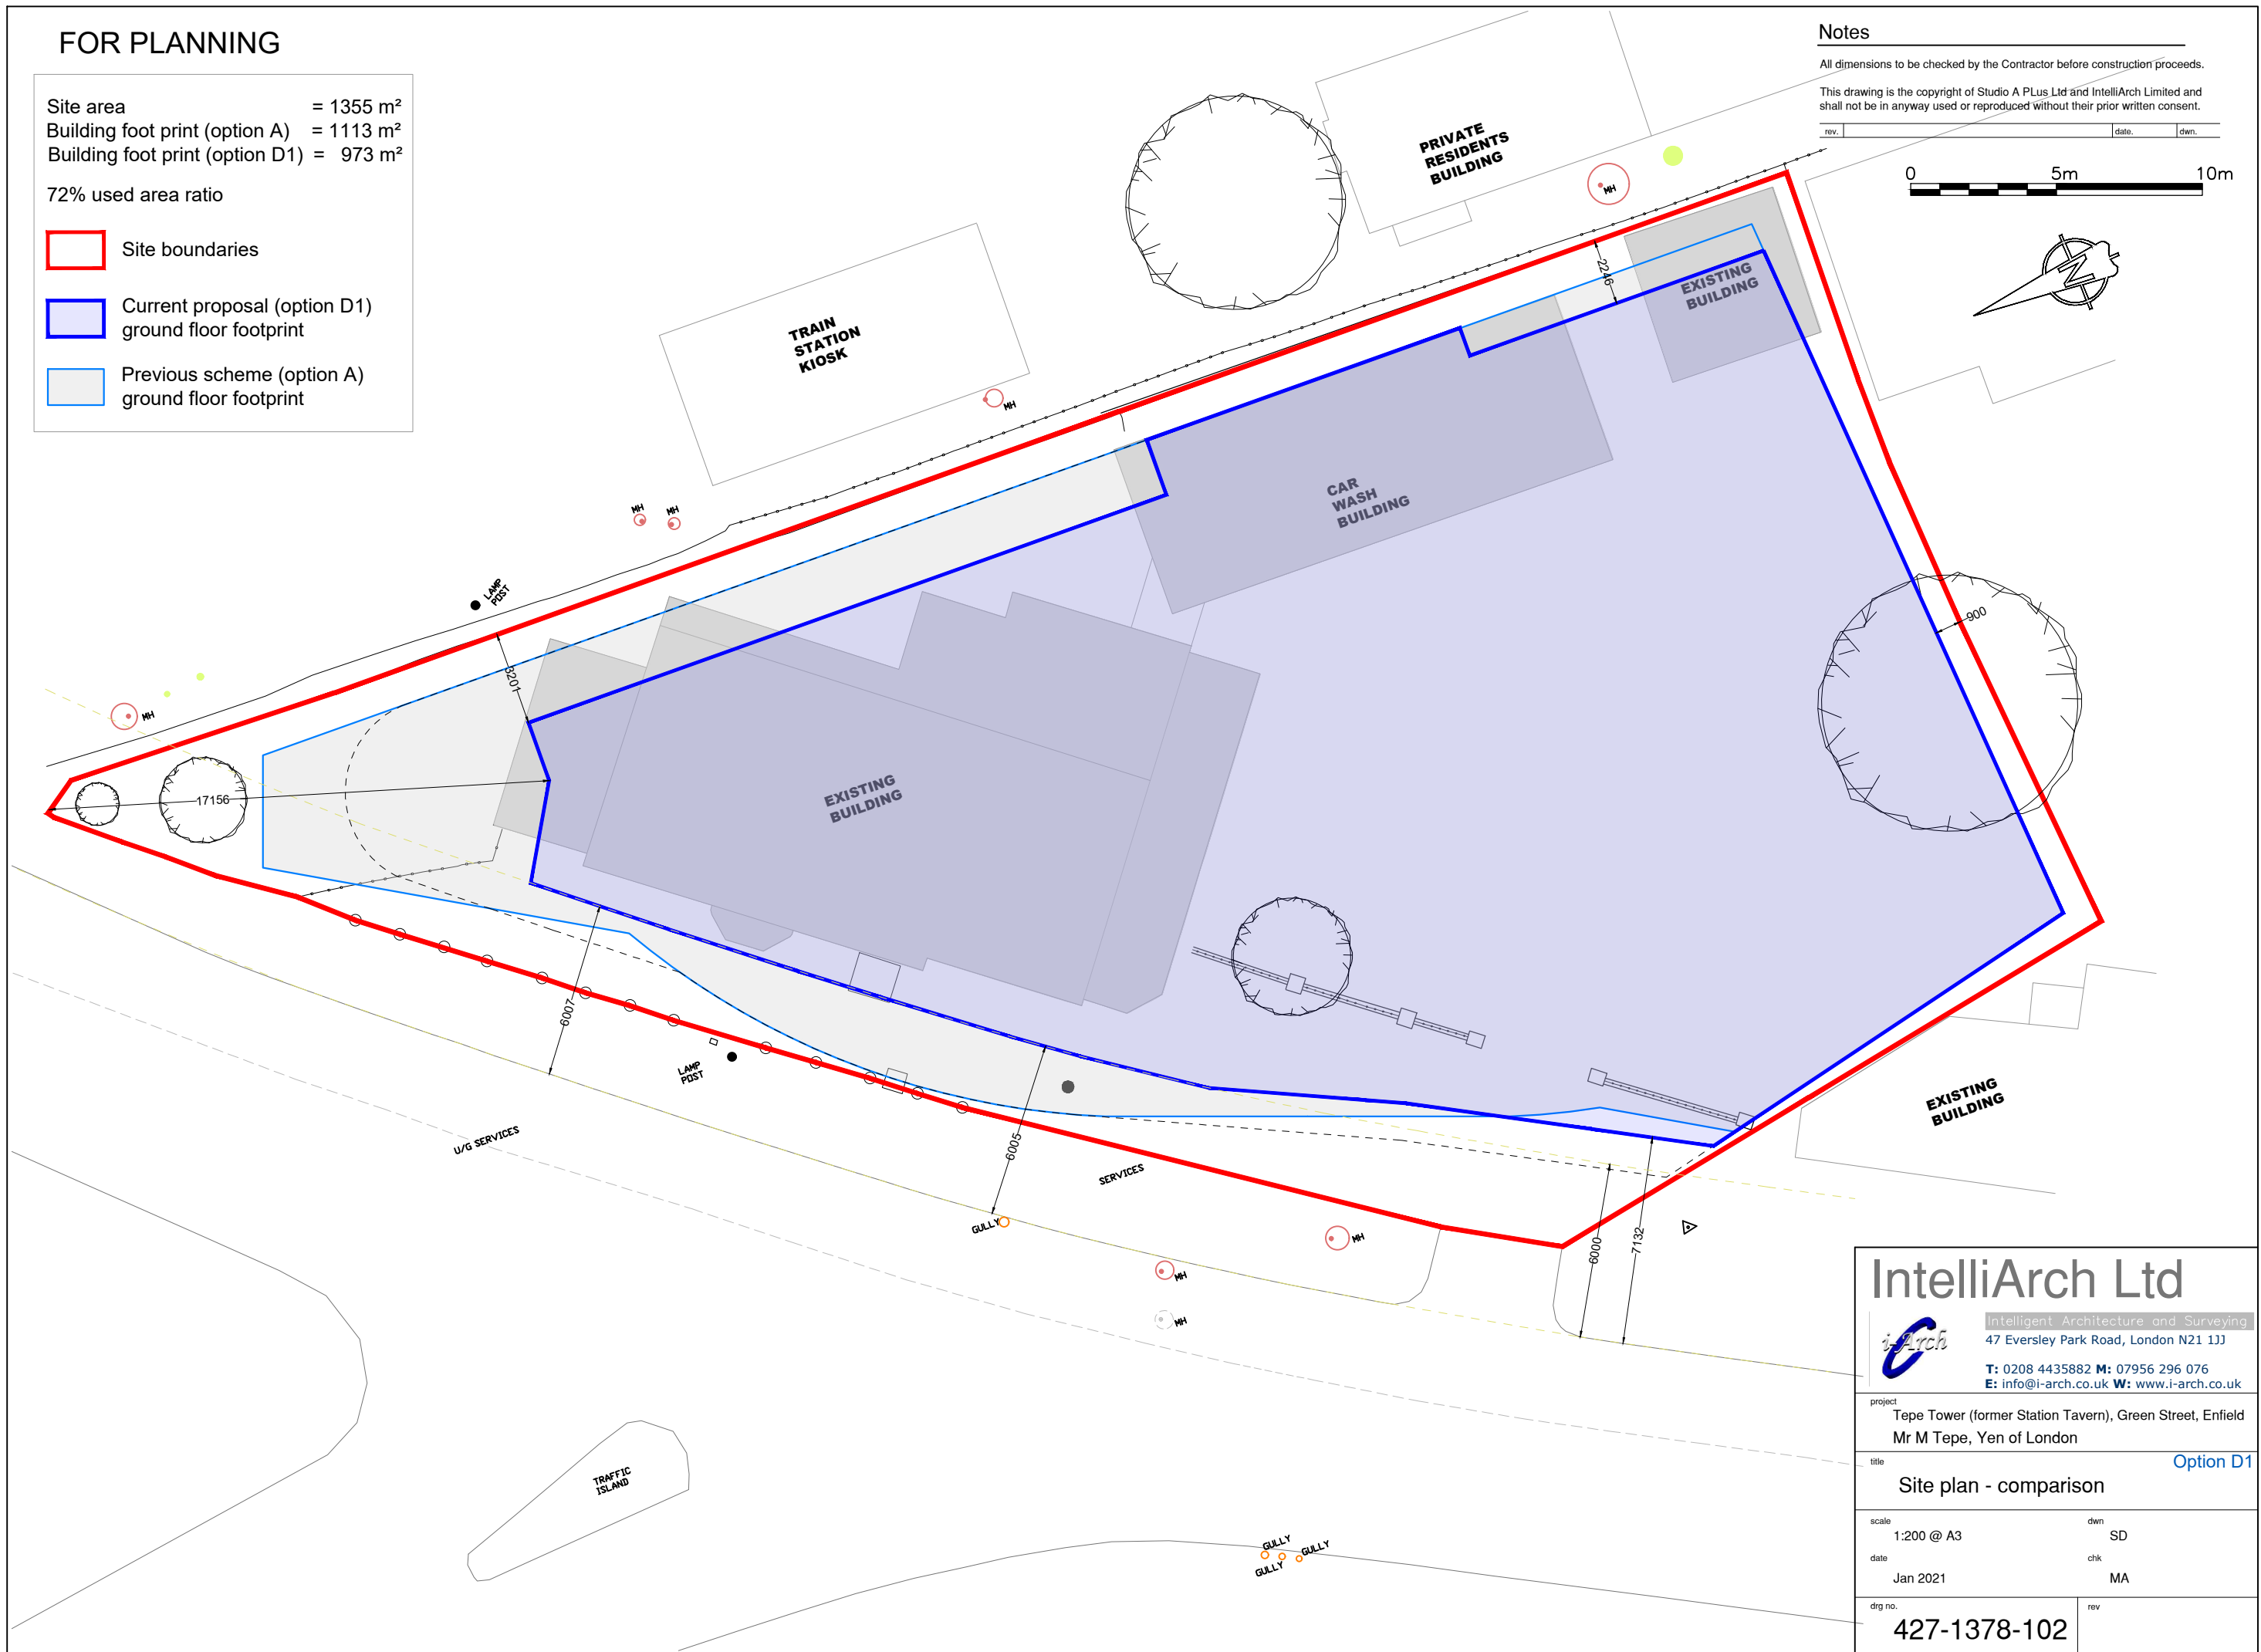 FOR PLANNING
Site area = 1355 m²
Building foot print (option A) = 1113 m²
Building foot print (option D1) = 973 m²
72% used area ratio
Site boundaries
Current proposal (option D1)
ground floor footprint
Previous scheme (option A)
ground floor footprint
Notes
All dimensions to be checked by the Contractor before construction proceeds.
This drawing is the copyright of Studio A PLus Ltd and IntelliArch Limited and
shall not be in anyway used or reproduced without their prior written consent.
rev. date. dwn.
0 5m 10m
N
PRIVATE
RESIDENTS
BUILDING
MH
TRAIN
STATION
KIOSK
MH
2246
EXISTING
BUILDING
CAR
WASH
BUILDING
MH
MH
LAMP
POST
3201
900
MH
17156
EXISTING
BUILDING
6007
LAMP
POST
U/G SERVICES
6005
SERVICES
GULLY
MH
MH
MH
6000
7132
EXISTING
BUILDING
TRAFFIC
ISLAND
GULLY
GULLY
GULLY
IntelliArch Ltd
i-Arch
Intelligent Architecture and Surveying
47 Eversley Park Road, London N21 1JJ
T: 0208 4435882 M: 07956 296 076
E: info@i-arch.co.uk W: www.i-arch.co.uk
project
Tepe Tower (former Station Tavern), Green Street, Enfield
Mr M Tepe, Yen of London
title
Option D1
Site plan - comparison
scale dwn
1:200 @ A3 SD
date chk
Jan 2021 MA
drg no. rev
427-1378-102